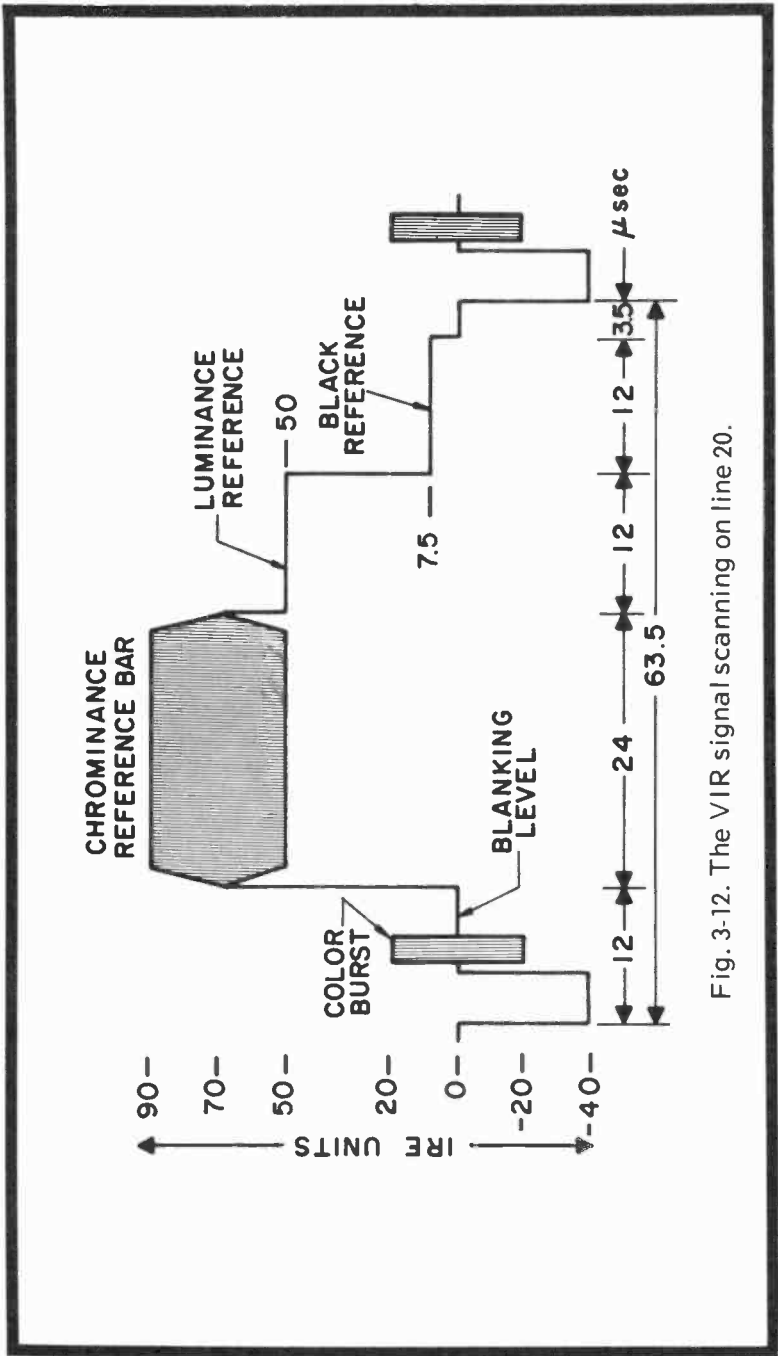 CHROMINANCE
REFERENCE BAR
LUMINANCE
REFERENCE
50
BLACK
REFERENCE
7.5
COLOR
BURST
BLANKING
LEVEL
IRE UNITS
90
70
50
20
0
-20
-40
12
24
12
12
3.5
μsec
63.5
Fig. 3-12. The VIR signal scanning on line 20.